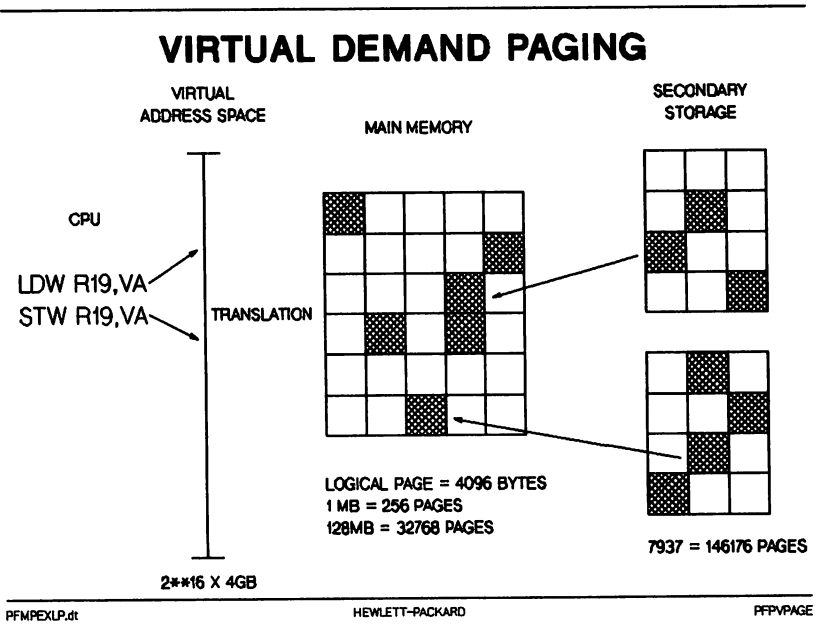 VIRTUAL DEMAND PAGING
VIRTUAL
ADDRESS SPACE
MAIN MEMORY
SECONDARY
STORAGE
CPU
LDW R19,VA
STW R19,VA
TRANSLATION
LOGICAL PAGE = 4096 BYTES
1 MB = 256 PAGES
128MB = 32768 PAGES
7937 = 146176 PAGES
2**16 X 4GB
PFMPEXLP.dt
HEWLETT-PACKARD
PFPVPAGE